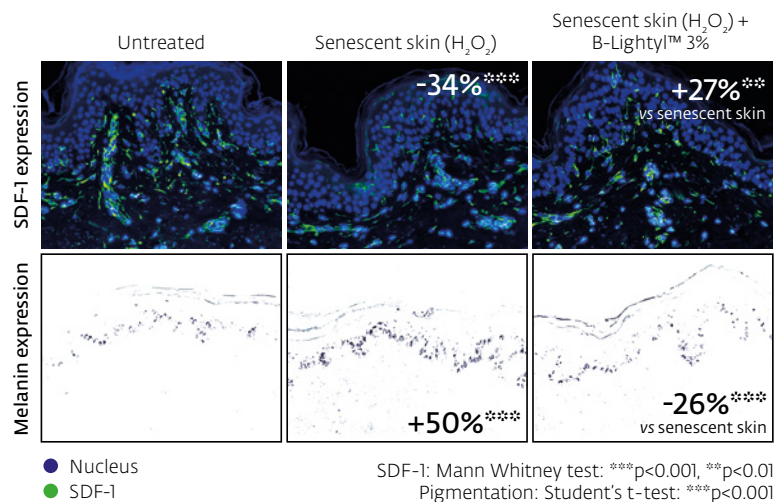 Untreated
Senescent skin (H₂O₂)
Senescent skin (H₂O₂) +
B-Lightyl™ 3%
SDF-1 expression
-34%***
+27%**
vs senescent skin
Melanin expression
+50%***
-26%***
vs senescent skin
Nucleus
SDF-1
SDF-1: Mann Whitney test: ***p<0.001, **p<0.01
Pigmentation: Student's t-test: ***p<0.001